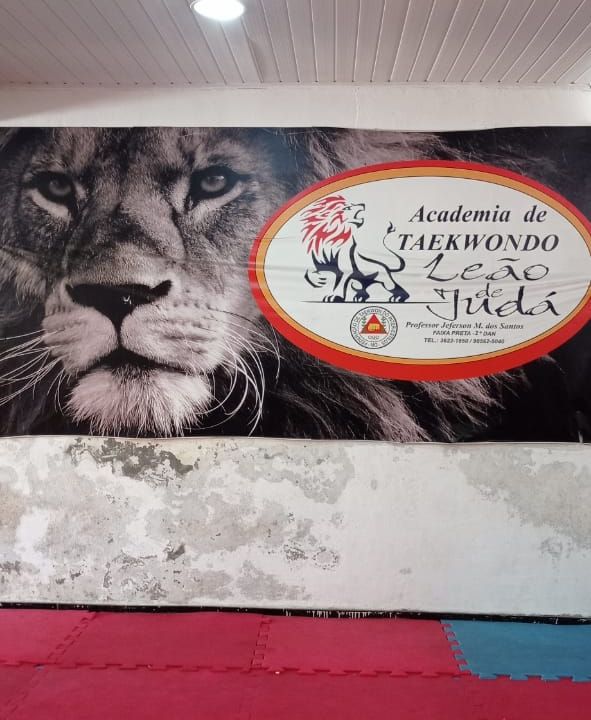 Academia de
TAEKWONDO
Leão
de
Judá
Professor Jeferson M. dos Santos
FAIXA PRETA - 2º DAN